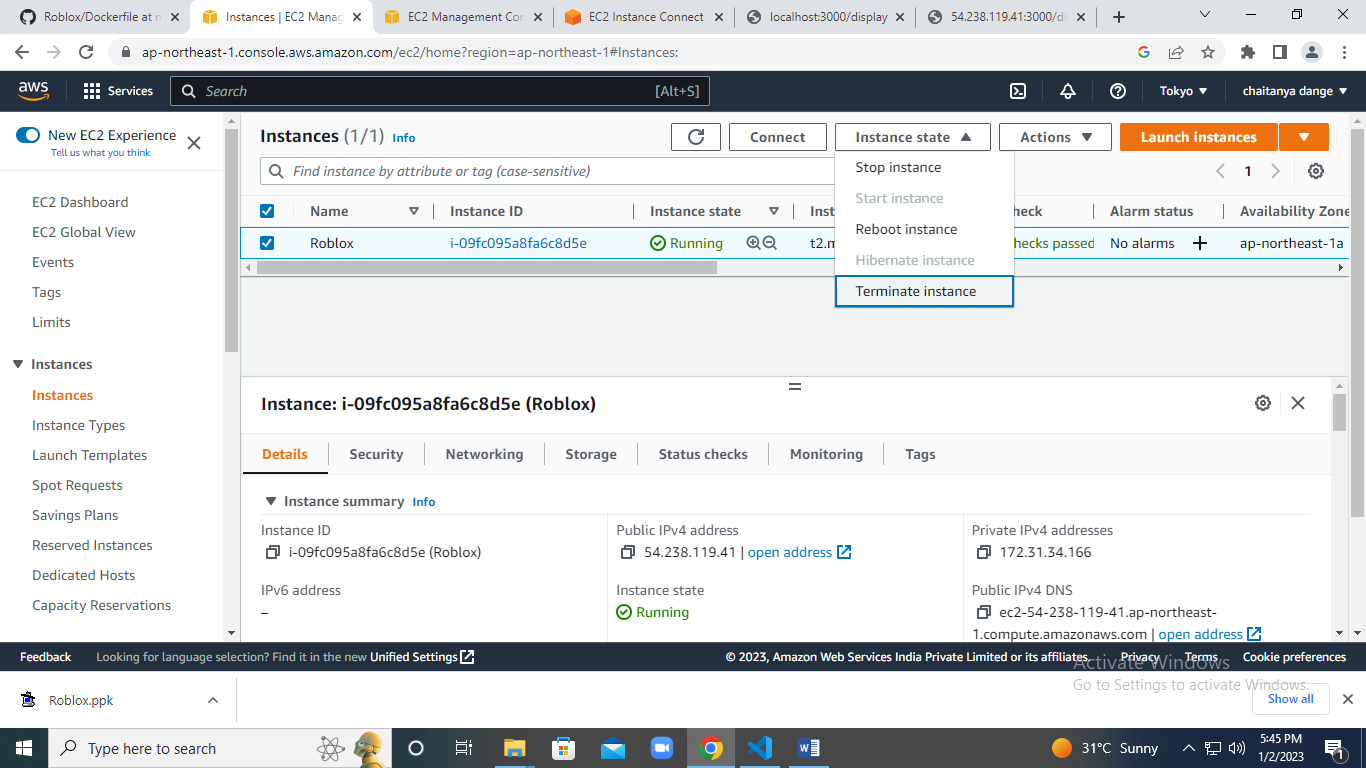 Roblox/Dockerfile at m
Instances | EC2 Manag
EC2 Management Con
EC2 Instance Connect
localhost:3000/display
54.238.119.41:3000/di
ap-northeast-1.console.aws.amazon.com/ec2/home?region=ap-northeast-1#Instances:
aws
Services
Search
[Alt+S]
Tokyo
chaitanya dange
New EC2 Experience
Tell us what you think
EC2 Dashboard
EC2 Global View
Events
Tags
Limits
Instances
Instances
Instance Types
Launch Templates
Spot Requests
Savings Plans
Reserved Instances
Dedicated Hosts
Capacity Reservations
Instances (1/1) Info
Connect
Instance state
Actions
Launch instances
Find instance by attribute or tag (case-sensitive)
1
Stop instance
Start instance
Reboot instance
Hibernate instance
Terminate instance
Name
Instance ID
Instance state
Inst
heck
Alarm status
Availability Zone
Roblox
i-09fc095a8fa6c8d5e
Running
t2.m
hecks passed
No alarms
ap-northeast-1a
Instance: i-09fc095a8fa6c8d5e (Roblox)
Details
Security
Networking
Storage
Status checks
Monitoring
Tags
Instance summary Info
Instance ID
i-09fc095a8fa6c8d5e (Roblox)
Public IPv4 address
54.238.119.41 | open address
Private IPv4 addresses
172.31.34.166
IPv6 address
–
Instance state
Running
Public IPv4 DNS
ec2-54-238-119-41.ap-northeast-
1.compute.amazonaws.com | open address
Feedback
Looking for language selection? Find it in the new Unified Settings
© 2023, Amazon Web Services India Private Limited or its affiliates.
Privacy
Terms
Cookie preferences
Activate Windows
Go to Settings to activate Windows.
Roblox.ppk
Show all
Type here to search
31°C Sunny
5:45 PM
1/2/2023
1